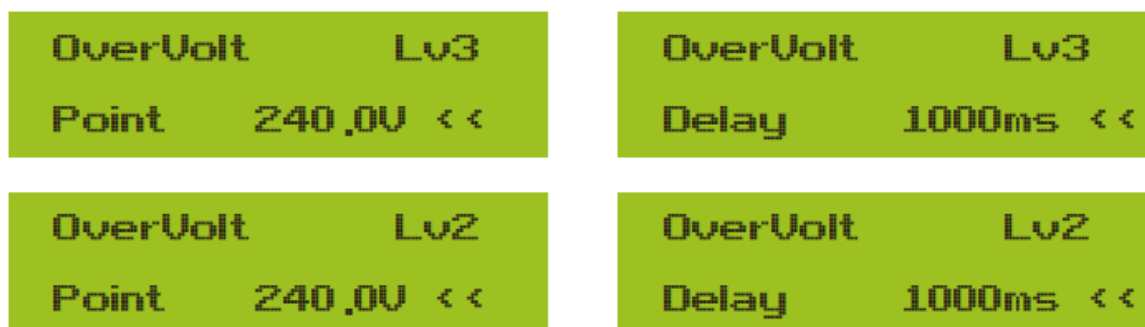 OverVolt Lv3
Point 240.0V <<
OverVolt Lv3
Delay 1000ms <<
OverVolt Lv2
Point 240.0V <<
OverVolt Lv2
Delay 1000ms <<